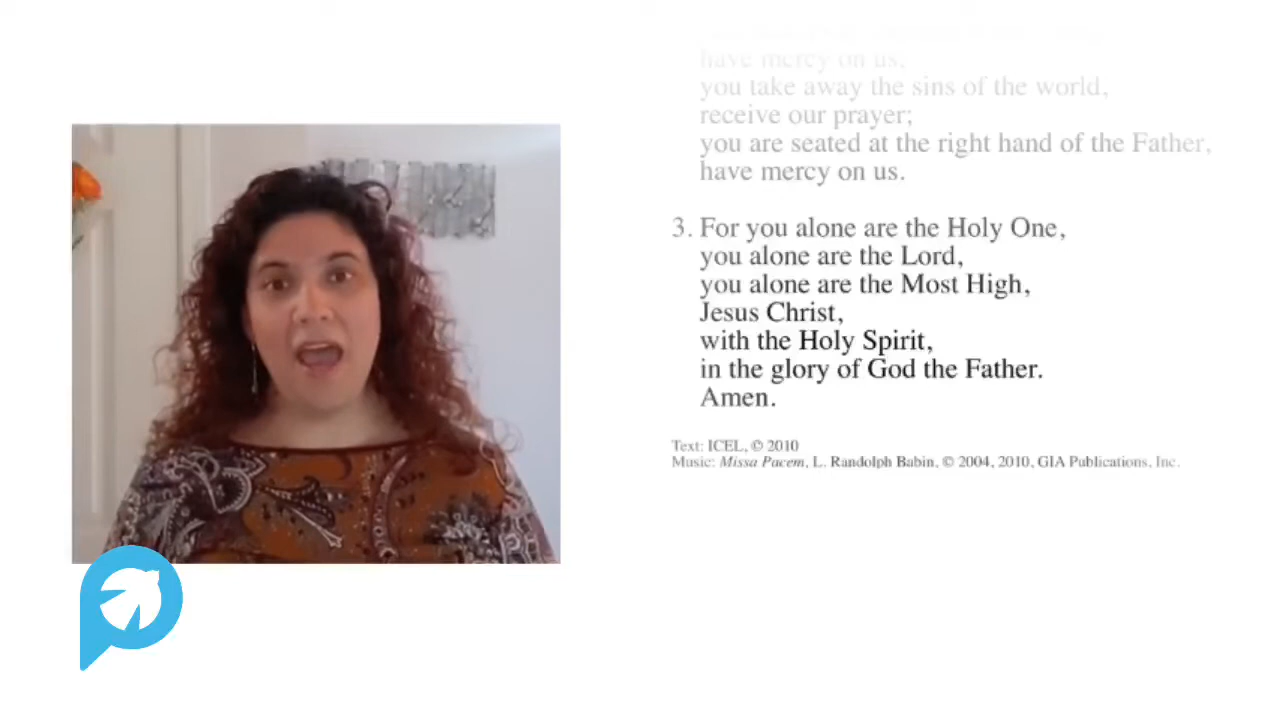 have mercy on us;
you take away the sins of the world,
receive our prayer;
you are seated at the right hand of the Father,
have mercy on us.
3. For you alone are the Holy One,
you alone are the Lord,
you alone are the Most High,
Jesus Christ,
with the Holy Spirit,
in the glory of God the Father.
Amen.
Text: ICEL, © 2010
Music: Missa Pacem, L. Randolph Babin, © 2004, 2010, GIA Publications, Inc.